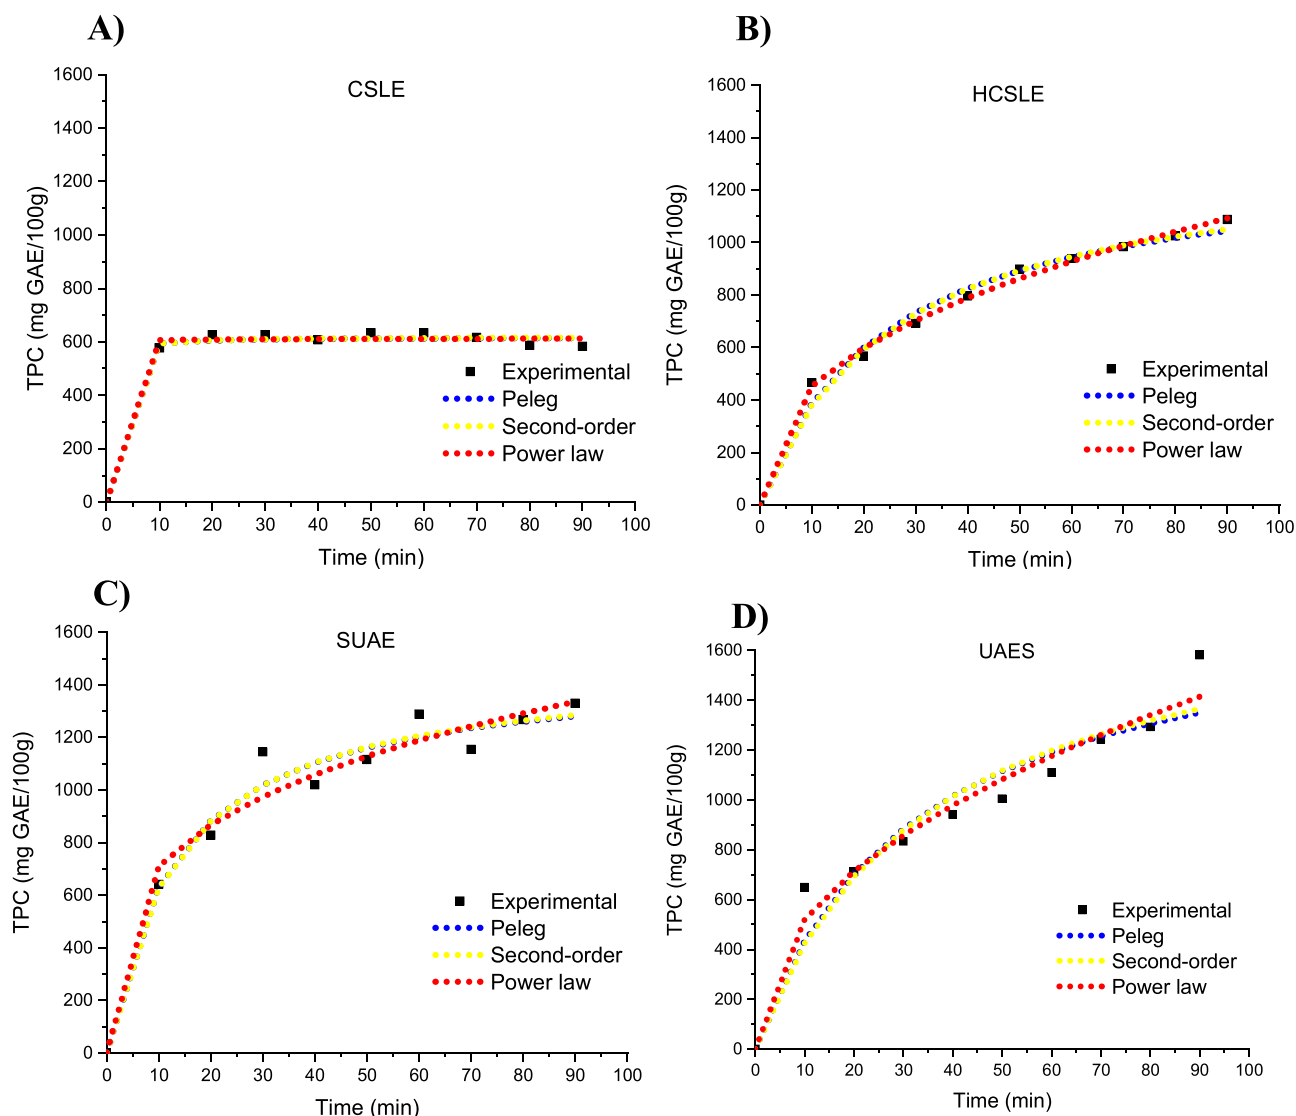 A)
CSLE
1600
1400
1200
1000
800
600
400
200
0
TPC (mg GAE/100g)
Experimental
Peleg
Second-order
Power law
0 10 20 30 40 50 60 70 80 90 100
Time (min)
B)
HCSLE
1600
1400
1200
1000
800
600
400
200
0
TPC (mg GAE/100g)
Experimental
Peleg
Second-order
Power law
0 10 20 30 40 50 60 70 80 90 100
Time (min)
C)
SUAE
1600
1400
1200
1000
800
600
400
200
0
TPC (mg GAE/100g)
Experimental
Peleg
Second-order
Power law
0 10 20 30 40 50 60 70 80 90 100
Time (min)
D)
UAES
1600
1400
1200
1000
800
600
400
200
0
TPC (mg GAE/100g)
Experimental
Peleg
Second-order
Power law
0 10 20 30 40 50 60 70 80 90 100
Time (min)